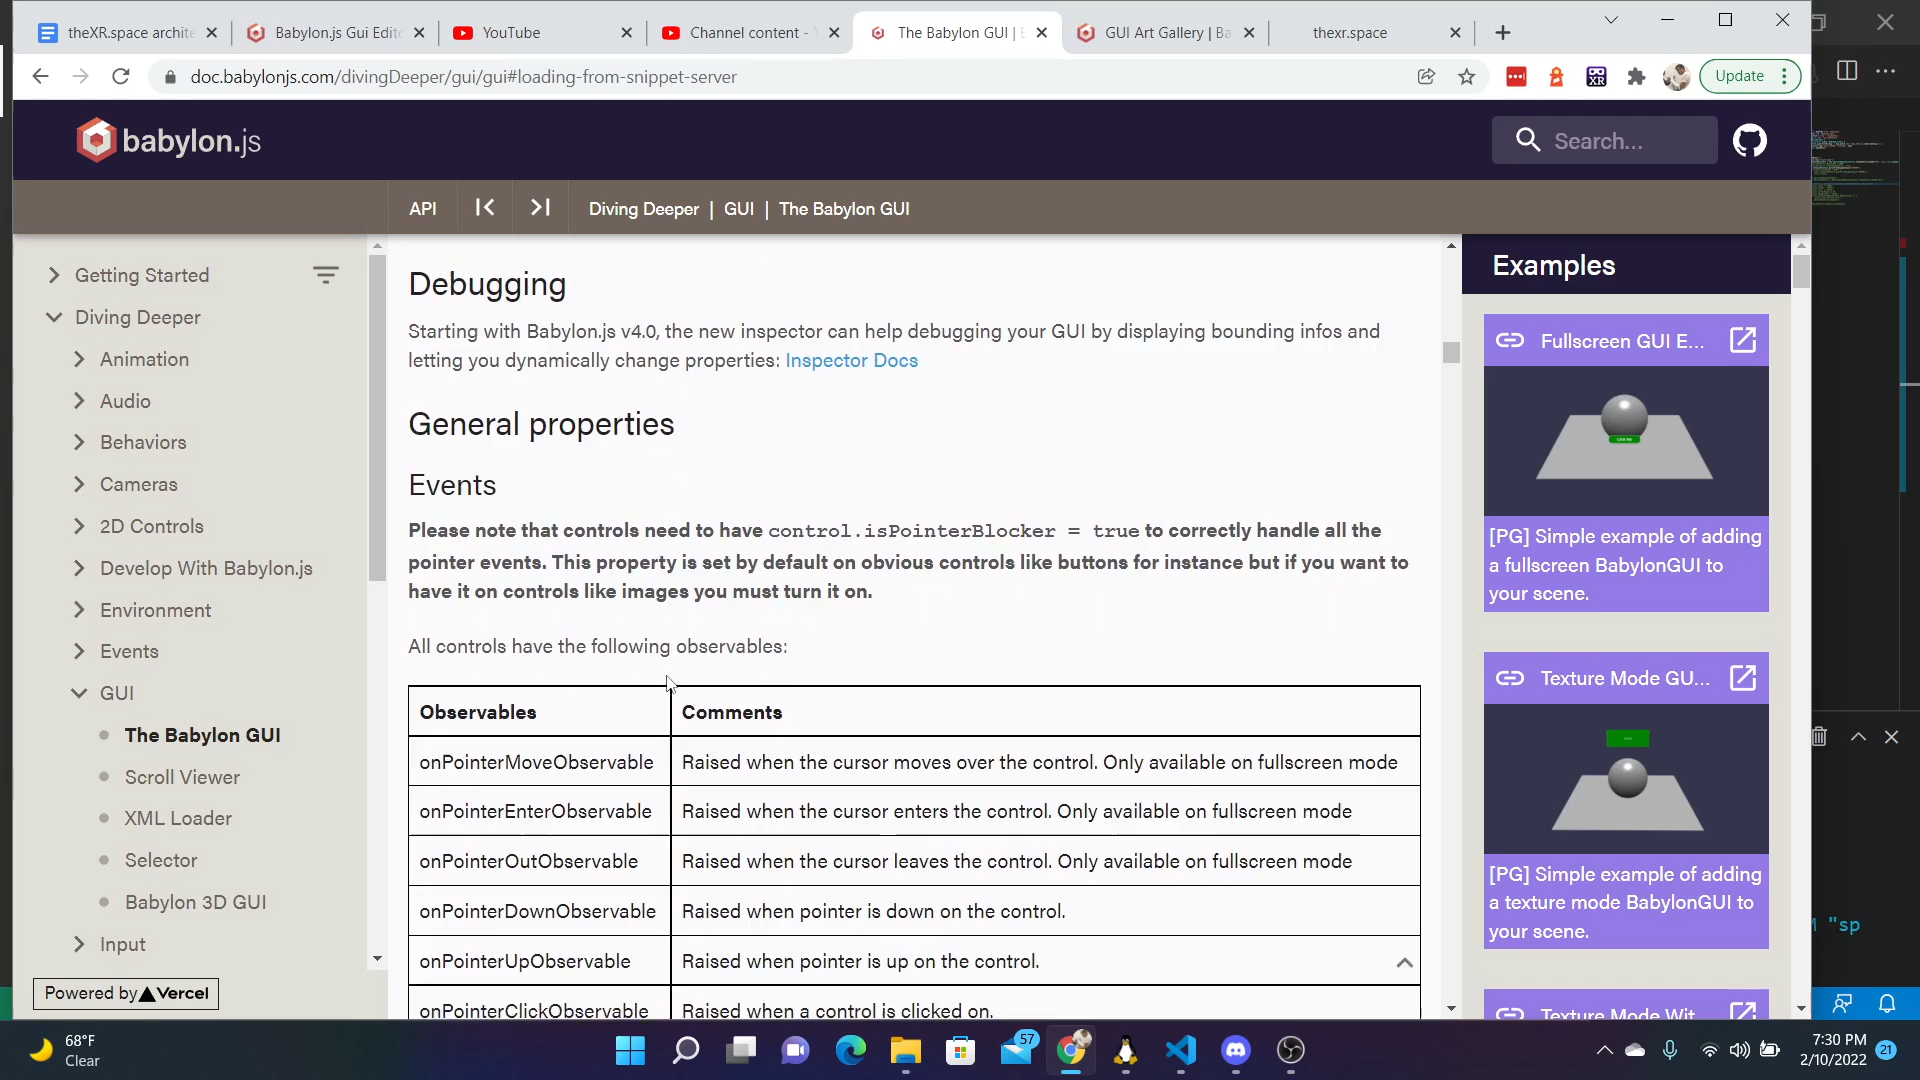 theXR.space archite
Babylon.js Gui Edit
YouTube
Channel content -
The Babylon GUI |
GUI Art Gallery | Ba
thexr.space
doc.babylonjs.com/divingDeeper/gui/gui#loading-from-snippet-server
XR
Update
babylon.js
Search...
API
Diving Deeper | GUI | The Babylon GUI
Getting Started
Diving Deeper
Animation
Audio
Behaviors
Cameras
2D Controls
Develop With Babylon.js
Environment
Events
GUI
The Babylon GUI
Scroll Viewer
XML Loader
Selector
Babylon 3D GUI
Input
Powered by Vercel
Debugging
Starting with Babylon.js v4.0, the new inspector can help debugging your GUI by displaying bounding infos and
letting you dynamically change properties: Inspector Docs
General properties
Events
Please note that controls need to have control.isPointerBlocker = true to correctly handle all the
pointer events. This property is set by default on obvious controls like buttons for instance but if you want to
have it on controls like images you must turn it on.
All controls have the following observables:
Observables Comments
onPointerMoveObservable Raised when the cursor moves over the control. Only available on fullscreen mode
onPointerEnterObservable Raised when the cursor enters the control. Only available on fullscreen mode
onPointerOutObservable Raised when the cursor leaves the control. Only available on fullscreen mode
onPointerDownObservable Raised when pointer is down on the control.
onPointerUpObservable Raised when pointer is up on the control.
onPointerClickObservable Raised when a control is clicked on.
Examples
Fullscreen GUI E...
[PG] Simple example of adding
a fullscreen BabylonGUI to
your scene.
Texture Mode GU...
[PG] Simple example of adding
a texture mode BabylonGUI to
your scene.
Texture Mode Wit
"sp
68°F
Clear
57
7:30 PM
2/10/2022
21